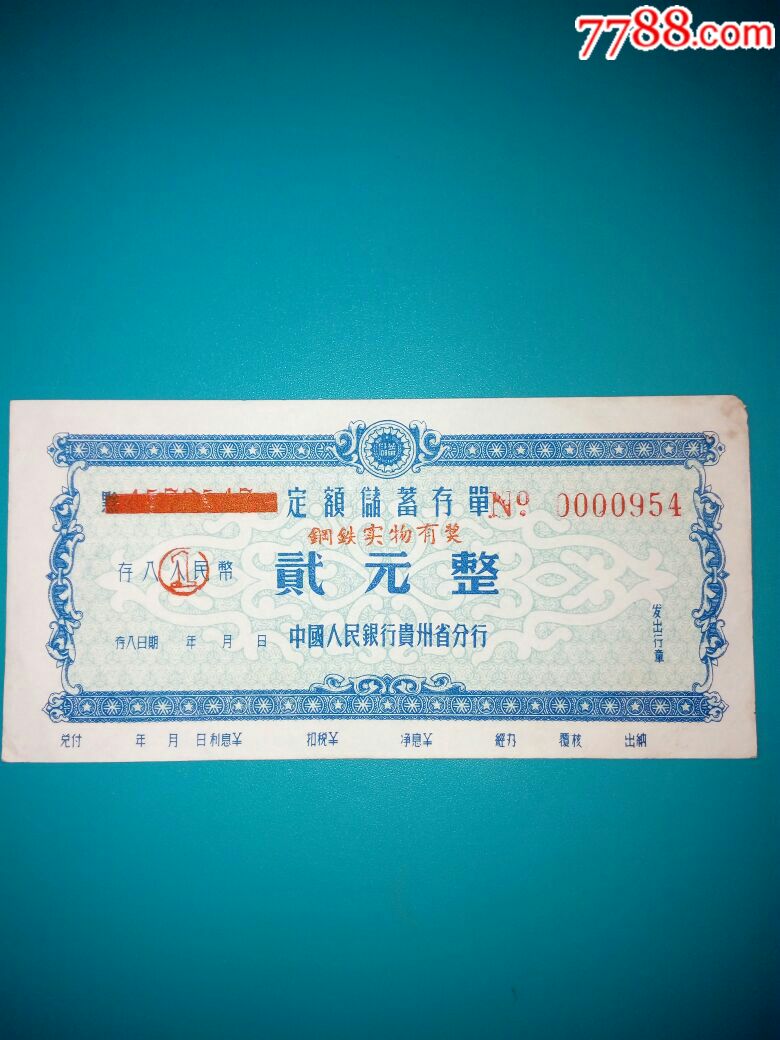 7788.com
定額儲蓄存單 № 0000954
鋼鉄实物有奖
存入人民幣 貳元整
存入日期 年 月 日 中國人民銀行貴州省分行
发出行章
兑付 年 月 日 利息¥ 扣税¥ 净息¥ 經办 覆核 出納